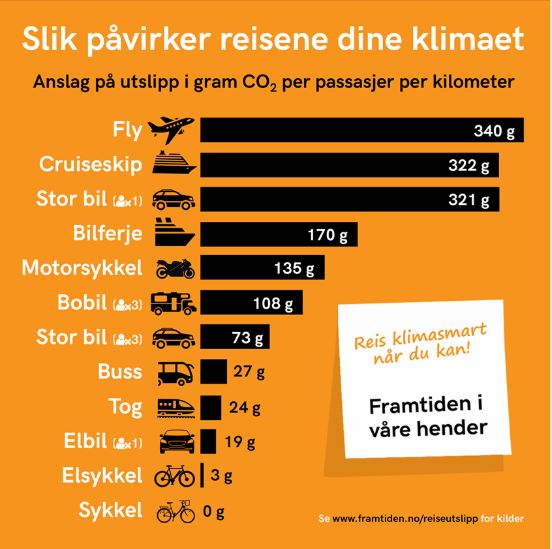 Slik påvirker reisene dine klimaet
Anslag på utslipp i gram CO₂ per passasjer per kilometer
Fly 340 g
Cruiseskip 322 g
Stor bil (x1) 321 g
Bilferje 170 g
Motorsykkel 135 g
Bobil (x3) 108 g
Stor bil (x3) 73 g
Buss 27 g
Tog 24 g
Elbil (x1) 19 g
Elsykkel 3 g
Sykkel 0 g
Reis klimasmart
når du kan!
Framtiden i
våre hender
Se www.framtiden.no/reiseutslipp for kilder